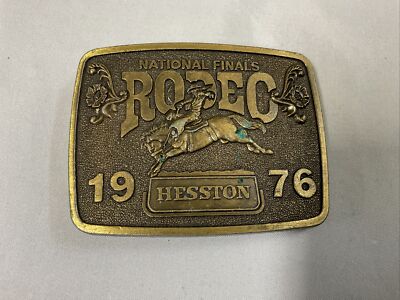 NATIONAL FINALS
RODEO
19 76
HESSTON